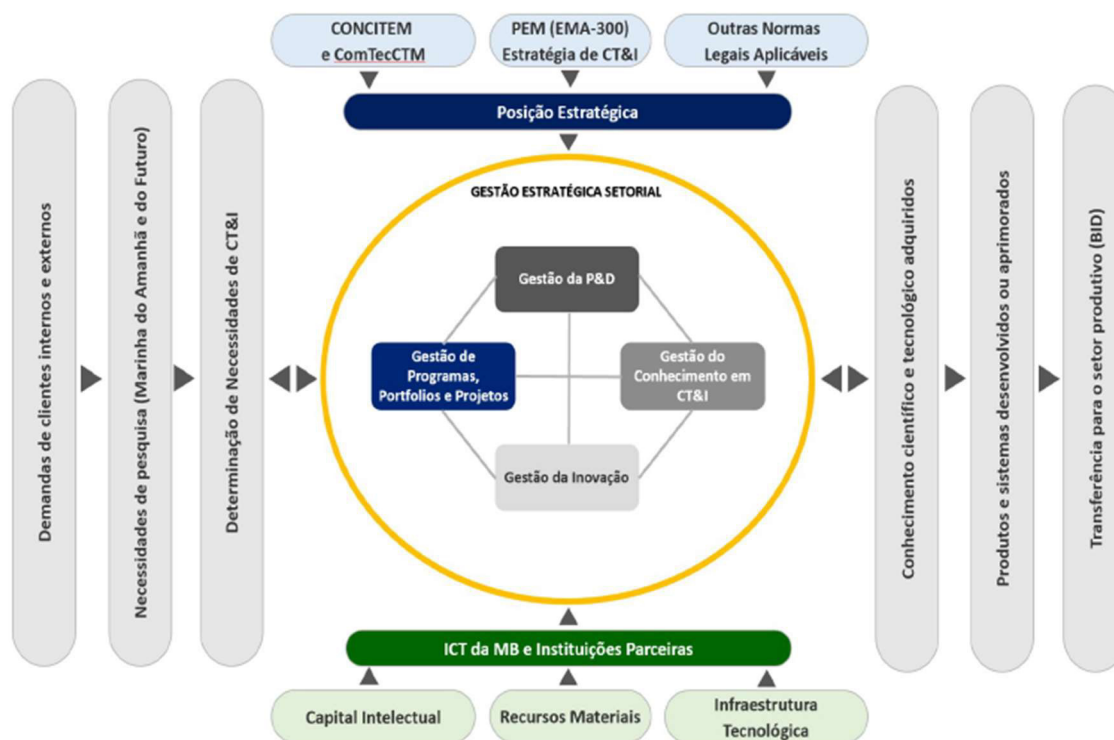 CONCITEM
e ComTecCTM
PEM (EMA-300)
Estratégia de CT&I
Outras Normas
Legais Aplicáveis
Posição Estratégica
Demandas de clientes internos e externos
Necessidades de pesquisa (Marinha do Amanhã e do Futuro)
Determinação de Necessidades de CT&I
GESTÃO ESTRATÉGICA SETORIAL
Gestão da P&D
Gestão de
Programas,
Portfolios e Projetos
Gestão do
Conhecimento em
CT&I
Gestão da Inovação
Conhecimento científico e tecnológico adquiridos
Produtos e sistemas desenvolvidos ou aprimorados
Transferência para o setor produtivo (BID)
ICT da MB e Instituições Parceiras
Capital Intelectual
Recursos Materiais
Infraestrutura
Tecnológica